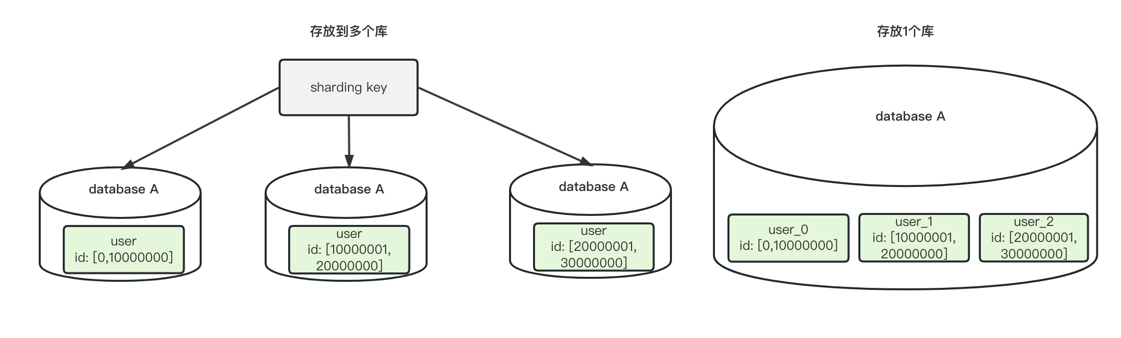 存放到多个库
sharding key
database A
user
id: [0,10000000]
database A
user
id: [10000001,
20000000]
database A
user
id: [20000001,
30000000]
存放1个库
database A
user_0
id: [0,10000000]
user_1
id: [10000001,
20000000]
user_2
id: [20000001,
30000000]